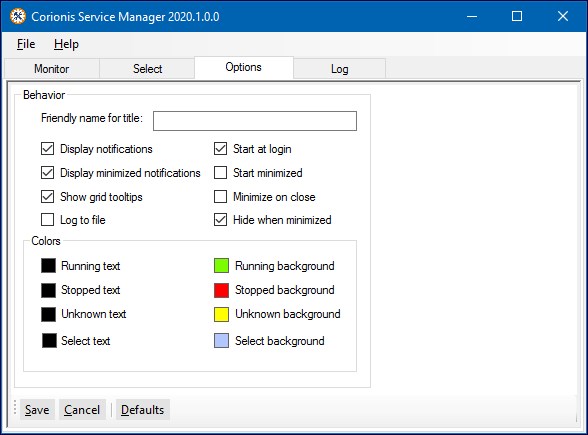 Corionis Service Manager 2020.1.0.0
File Help
Monitor Select Options Log
Behavior
Friendly name for title:
Display notifications Start at login
Display minimized notifications Start minimized
Show grid tooltips Minimize on close
Log to file Hide when minimized
Colors
Running text Running background
Stopped text Stopped background
Unknown text Unknown background
Select text Select background
Save Cancel Defaults